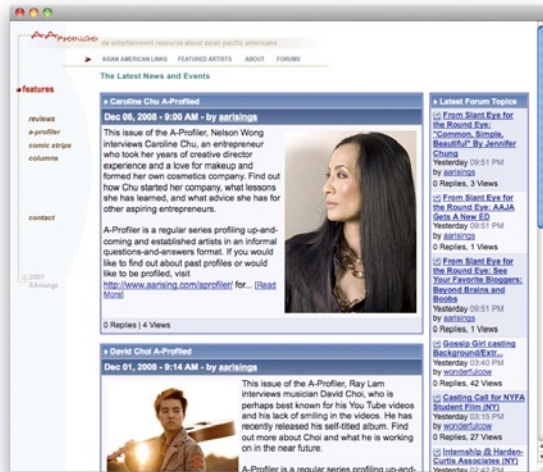 AArisings
da entertainment resource about asian pacific americans
ASIAN AMERICAN LINKS FEATURED ARTISTS ABOUT FORUMS
The Latest News and Events
features
reviews
a-profiler
comic strips
columns
contact
© 2007
AArisings
» Caroline Chu A-Profiled
Dec 06, 2008 - 9:00 AM - by aarisings
This issue of the A-Profiler, Nelson Wong
interviews Caroline Chu, an entrepreneur
who took her years of creative director
experience and a love for makeup and
formed her own cosmetics company. Find out
how Chu started her company, what lessons
she has learned, and what advice she has for
other aspiring entrepreneurs.
A-Profiler is a regular series profiling up-and-
coming and established artists in an informal
questions-and-answers format. If you would
like to find out about past profiles or would
like to be profiled, visit
http://www.aarising.com/aprofiler/ for... [Read
More]
0 Replies | 4 Views
» David Choi A-Profiled
Dec 01, 2008 - 9:14 AM - by aarisings
This issue of the A-Profiler, Ray Lam
interviews musician David Choi, who is
perhaps best known for his You Tube videos
and his lack of smiling in the videos. He has
recently released his self-titled album. Find
out more about Choi and what he is working
on in the near future.
A-Profiler is a regular series profiling up-and-
» Latest Forum Topics
From Slant Eye for
the Round Eye:
"Common, Simple,
Beautiful" By Jennifer
Chung
Yesterday 09:51 PM
by aarisings
0 Replies, 3 Views
From Slant Eye for
the Round Eye: AAJA
Gets A New ED
Yesterday 09:51 PM
by aarisings
0 Replies, 1 Views
From Slant Eye for
the Round Eye: See
Your Favorite Bloggers:
Beyond Brains and
Boobs
Yesterday 09:51 PM
by aarisings
0 Replies, 1 Views
Gossip Girl casting
Background/Extr...
Yesterday 03:40 PM
by wonderfulcow
0 Replies, 42 Views
Casting Call for NYFA
Student Film (NY)
Yesterday 03:15 PM
by wonderfulcow
0 Replies, 27 Views
Internship @ Harden-
Curtis Associates (NY)
Yesterday 02:42 PM